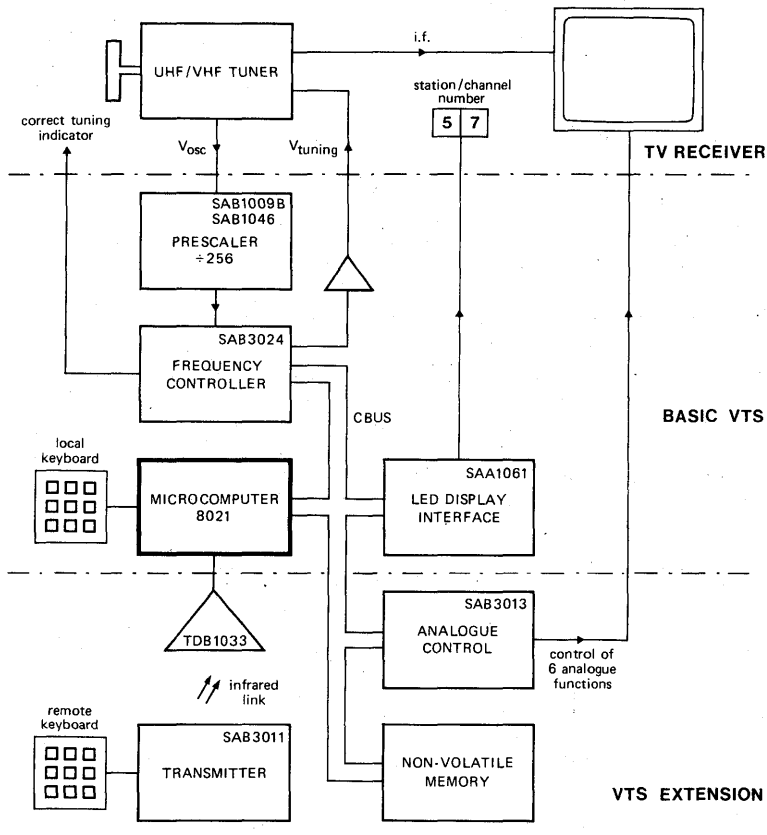 UHF/VHF TUNER
i.f.
station/channel
number
5 7
correct tuning
indicator
Vosc
Vtuning
TV RECEIVER
SAB1009B
SAB1046
PRESCALER
÷256
SAB3024
FREQUENCY
CONTROLLER
CBUS
BASIC VTS
local
keyboard
MICROCOMPUTER
8021
SAA1061
LED DISPLAY
INTERFACE
TDB1033
SAB3013
ANALOGUE
CONTROL
control of
6 analogue
functions
infrared
link
remote
keyboard
SAB3011
TRANSMITTER
NON-VOLATILE
MEMORY
VTS EXTENSION